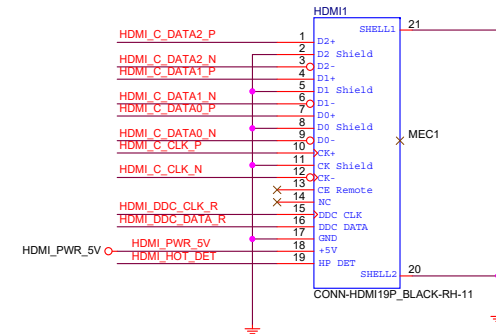 HDMI1
SHELL1 21
HDMI_C_DATA2_P 1 D2+
2 D2 Shield
HDMI_C_DATA2_N 3 D2-
HDMI_C_DATA1_P 4 D1+
5 D1 Shield
HDMI_C_DATA1_N 6 D1-
HDMI_C_DATA0_P 7 D0+
8 D0 Shield
HDMI_C_DATA0_N 9 D0-
MEC1
HDMI_C_CLK_P 10 CK+
11 CK Shield
HDMI_C_CLK_N 12 CK-
13 CE Remote
14 NC
HDMI_DDC_CLK_R 15 DDC CLK
HDMI_DDC_DATA_R 16 DDC DATA
17 GND
HDMI_PWR_5V HDMI_PWR_5V 18 +5V
HDMI_HOT_DET 19 HP DET
SHELL2 20
CONN-HDMI19P_BLACK-RH-11